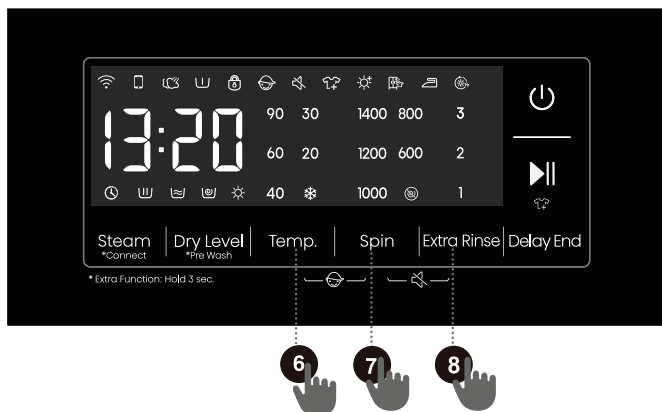 13:20
90 30 1400 800 3
60 20 1200 600 2
40 1000 1
Steam Dry Level Temp. Spin Extra Rinse Delay End
*Connect *Pre Wash
* Extra Function: Hold 3 sec.
6 7 8